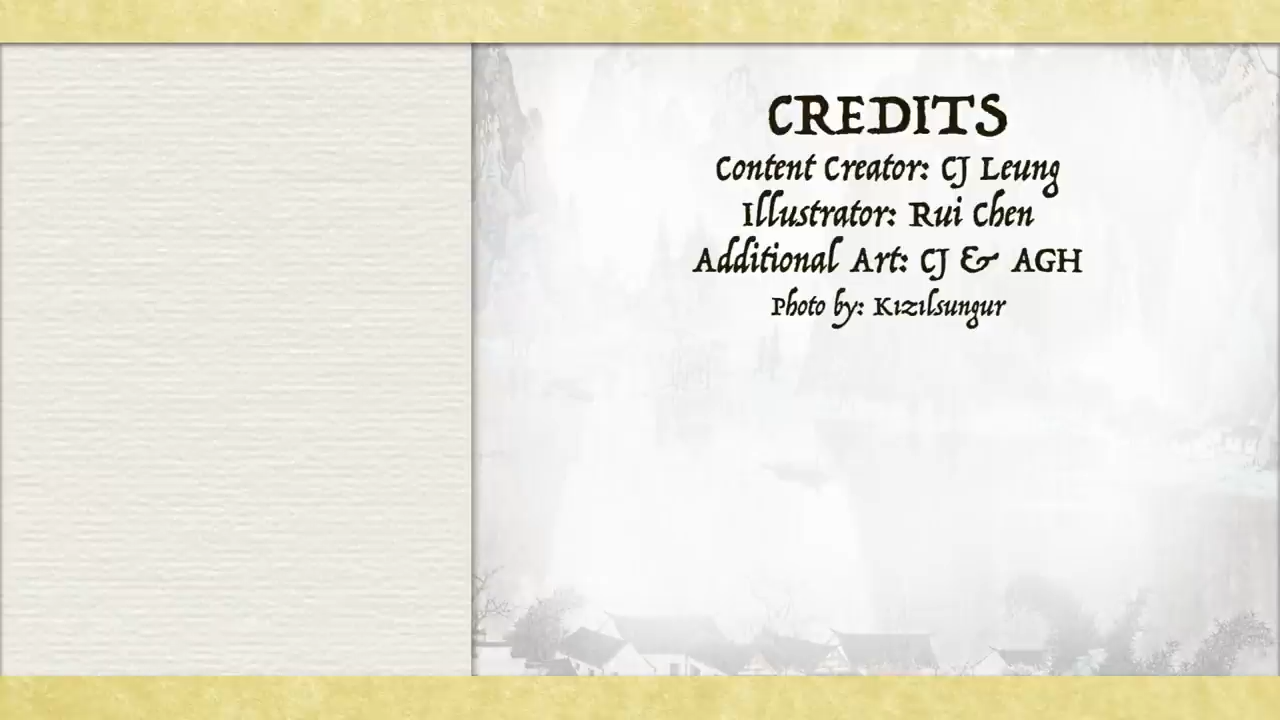 CREDITS
Content Creator: CJ Leung
Illustrator: Rui Chen
Additional Art: CJ & AGH
Photo by: Kızılsungur